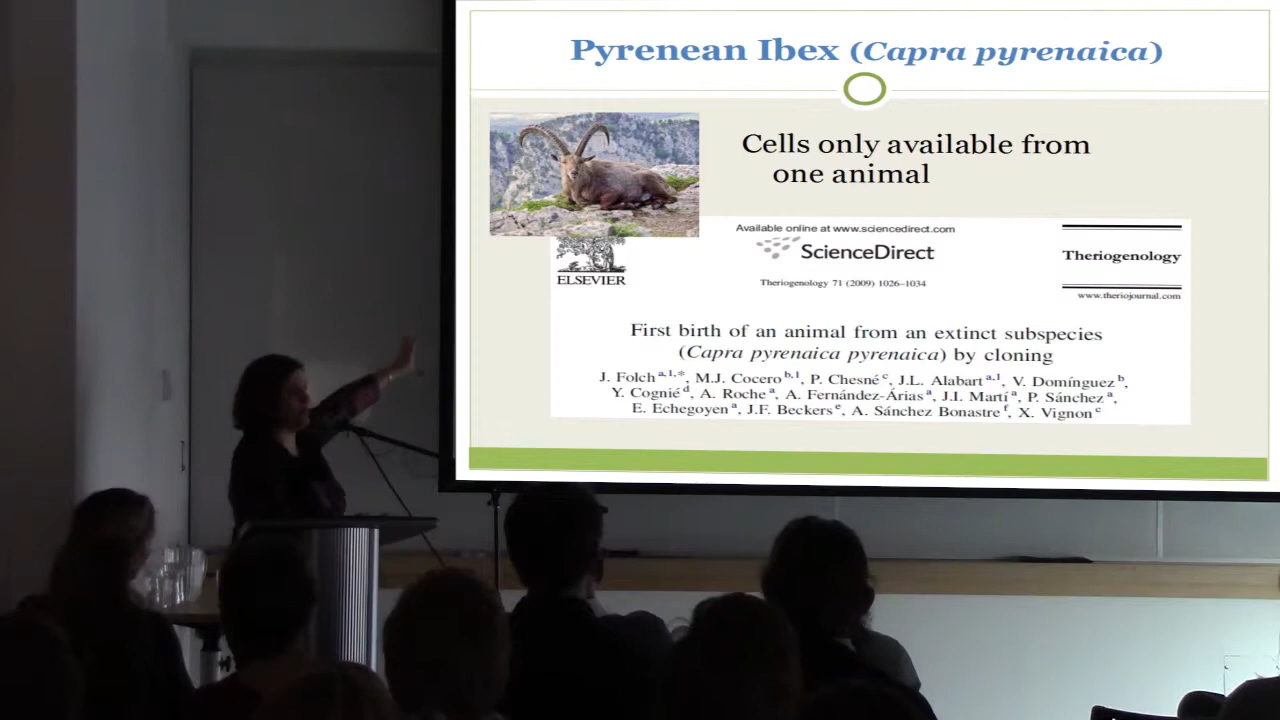 Pyrenean Ibex (Capra pyrenaica)
Cells only available from
one animal
Available online at www.sciencedirect.com
ScienceDirect
ELSEVIER
Theriogenology 71 (2009) 1026–1034
Theriogenology
www.theriojournal.com
First birth of an animal from an extinct subspecies
(Capra pyrenaica pyrenaica) by cloning
J. Folch a,1,*, M.J. Cocero b,1, P. Chesné c, J.L. Alabart a,1, V. Domínguez b,
Y. Cognié d, A. Roche a, A. Fernández-Árias a, J.I. Martí a, P. Sánchez a,
E. Echegoyen a, J.F. Beckers e, A. Sánchez Bonastre f, X. Vignon c